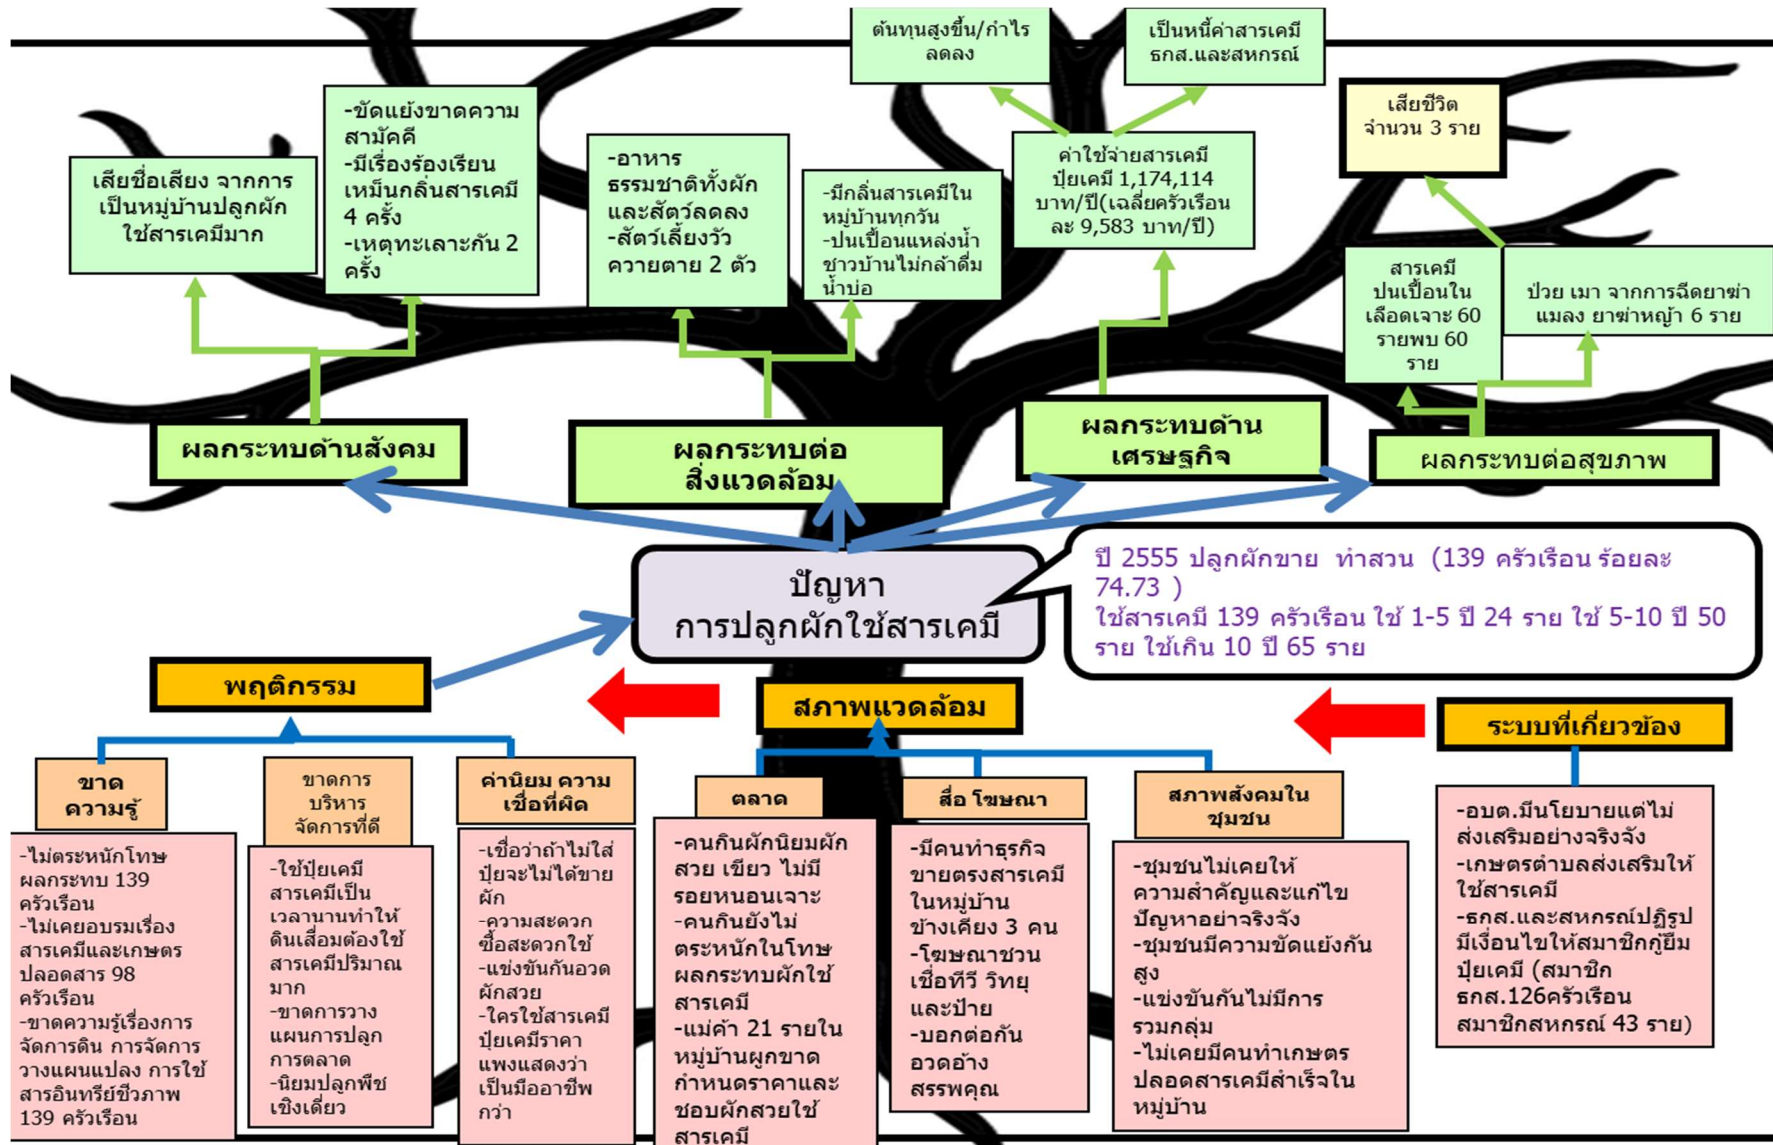 ต้นทุนสูงขึ้น/กำไร
ลดลง
เป็นหนี้ค่าสารเคมี
ธกส.และสหกรณ์
เสียชื่อเสียง จากการ
เป็นหมู่บ้านปลูกผัก
ใช้สารเคมีมาก
-ขัดแย้งขาดความ
สามัคคี
-มีเรื่องร้องเรียน
เหม็นกลิ่นสารเคมี
4 ครั้ง
-เหตุทะเลาะกัน 2
ครั้ง
-อาหาร
ธรรมชาติทั้งผัก
และสัตว์ลดลง
-สัตว์เลี้ยงวัว
ควายตาย 2 ตัว
-มีกลิ่นสารเคมีใน
หมู่บ้านทุกวัน
-ปนเปื้อนแหล่งน้ำ
ชาวบ้านไม่กล้าดื่ม
น้ำบ่อ
ค่าใช้จ่ายสารเคมี
ปุ๋ยเคมี 1,174,114
บาท/ปี(เฉลี่ยครัวเรือน
ละ 9,583 บาท/ปี)
เสียชีวิต
จำนวน 3 ราย
สารเคมี
ปนเปื้อนใน
เลือดเจาะ 60
รายพบ 60
ราย
ป่วย เมา จากการฉีดยาฆ่า
แมลง ยาฆ่าหญ้า 6 ราย
ผลกระทบด้านสังคม
ผลกระทบต่อ
สิ่งแวดล้อม
ผลกระทบด้าน
เศรษฐกิจ
ผลกระทบต่อสุขภาพ
ปัญหา
การปลูกผักใช้สารเคมี
ปี 2555 ปลูกผักขาย ทำสวน (139 ครัวเรือน ร้อยละ
74.73 )
ใช้สารเคมี 139 ครัวเรือน ใช้ 1-5 ปี 24 ราย ใช้ 5-10 ปี 50
ราย ใช้เกิน 10 ปี 65 ราย
พฤติกรรม
สภาพแวดล้อม
ระบบที่เกี่ยวข้อง
ขาด
ความรู้
-ไม่ตระหนักโทษ
ผลกระทบ 139
ครัวเรือน
-ไม่เคยอบรมเรื่อง
สารเคมีและเกษตร
ปลอดสาร 98
ครัวเรือน
-ขาดความรู้เรื่องการ
จัดการดิน การจัดการ
วางแผนแปลง การใช้
สารอินทรีย์ชีวภาพ
139 ครัวเรือน
ขาดการ
บริหาร
จัดการที่ดี
-ใช้ปุ๋ยเคมี
สารเคมีเป็น
เวลานานทำให้
ดินเสื่อมต้องใช้
สารเคมีปริมาณ
มาก
-ขาดการวาง
แผนการปลูก
การตลาด
-นิยมปลูกพืช
เชิงเดี่ยว
ค่านิยม ความ
เชื่อที่ผิด
-เชื่อว่าถ้าไม่ใส่
ปุ๋ยจะไม่ได้ขาย
ผัก
-ความสะดวก
ซื้อสะดวกใช้
-แข่งขันกันอวด
ผักสวย
-ใครใช้สารเคมี
ปุ๋ยเคมีราคา
แพงแสดงว่า
เป็นมืออาชีพ
กว่า
ตลาด
-คนกินผักนิยมผัก
สวย เขียว ไม่มี
รอยหนอนเจาะ
-คนกินยังไม่
ตระหนักในโทษ
ผลกระทบผักใช้
สารเคมี
-แม่ค้า 21 รายใน
หมู่บ้านผูกขาด
กำหนดราคาและ
ชอบผักสวยใช้
สารเคมี
สื่อ โฆษณา
-มีคนทำธุรกิจ
ขายตรงสารเคมี
ในหมู่บ้าน
ข้างเคียง 3 คน
-โฆษณาชวน
เชื่อทีวี วิทยุ
และป้าย
-บอกต่อกัน
อวดอ้าง
สรรพคุณ
สภาพสังคมใน
ชุมชน
-ชุมชนไม่เคยให้
ความสำคัญและแก้ไข
ปัญหาอย่าจริงจัง
-ชุมชนมีความขัดแย้งกัน
สูง
-แข่งขันกันไม่มีการ
รวมกลุ่ม
-ไม่เคยมีคนทำเกษตร
ปลอดสารเคมีสำเร็จใน
หมู่บ้าน
-อบต.มีนโยบายแต่ไม่
ส่งเสริมอย่างจริงจัง
-เกษตรตำบลส่งเสริมให้
ใช้สารเคมี
-ธกส.และสหกรณ์ปฏิรูป
มีเงื่อนไขให้สมาชิกกู้ยืม
ปุ๋ยเคมี (สมาชิก
ธกส.126ครัวเรือน
สมาชิกสหกรณ์ 43 ราย)